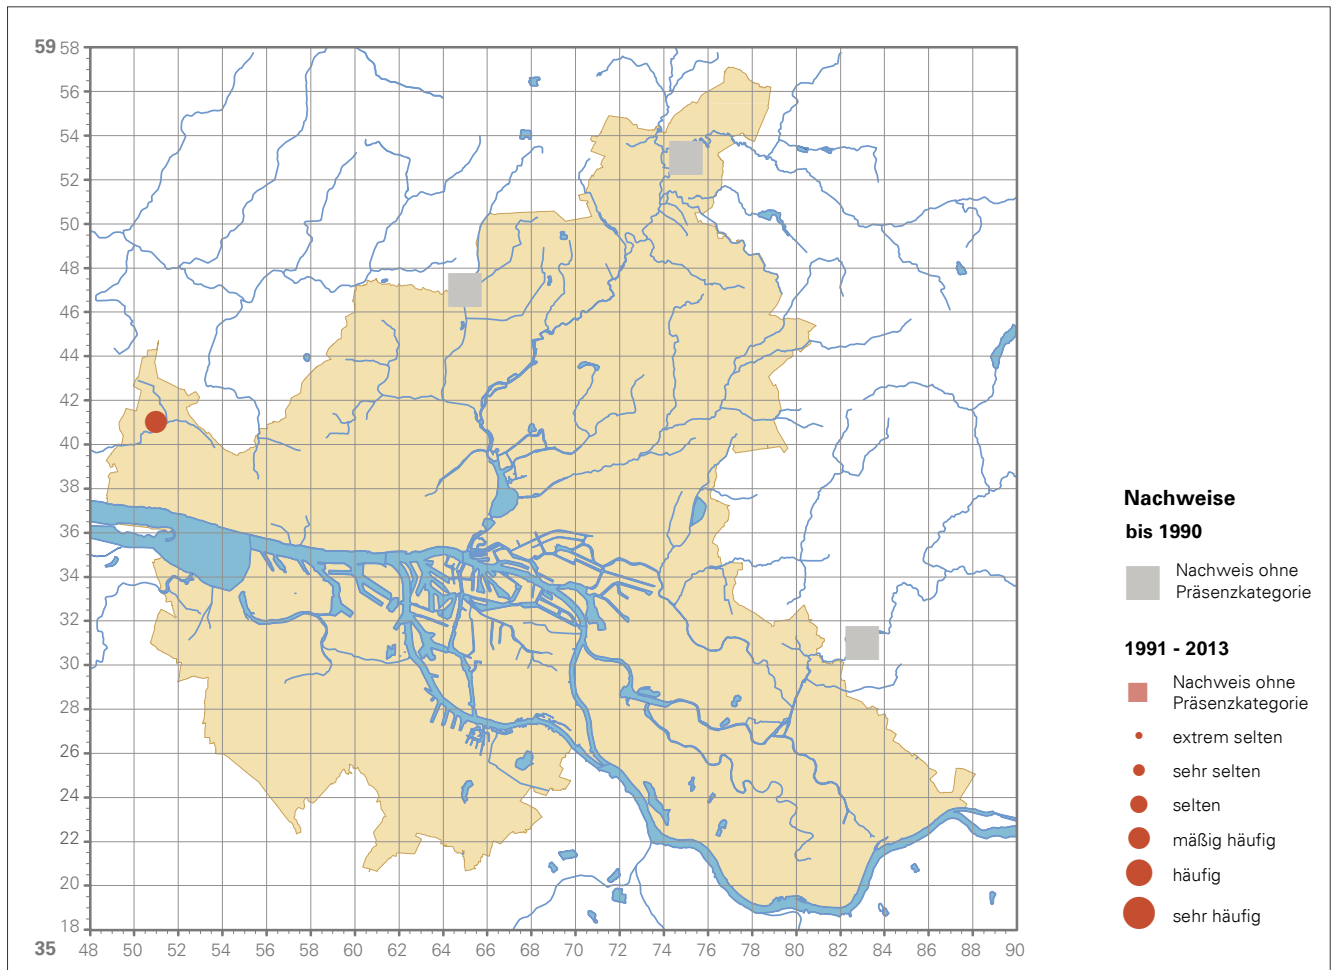 59 58
56
54
52
50
48
46
44
42
40
38
36
34
32
30
28
26
24
22
20
18
35
48 50 52 54 56 58 60 62 64 66 68 70 72 74 76 78 80 82 84 86 88 90
Nachweise
bis 1990
Nachweis ohne
Präsenzkategorie
1991 - 2013
Nachweis ohne
Präsenzkategorie
extrem selten
sehr selten
selten
mäßig häufig
häufig
sehr häufig